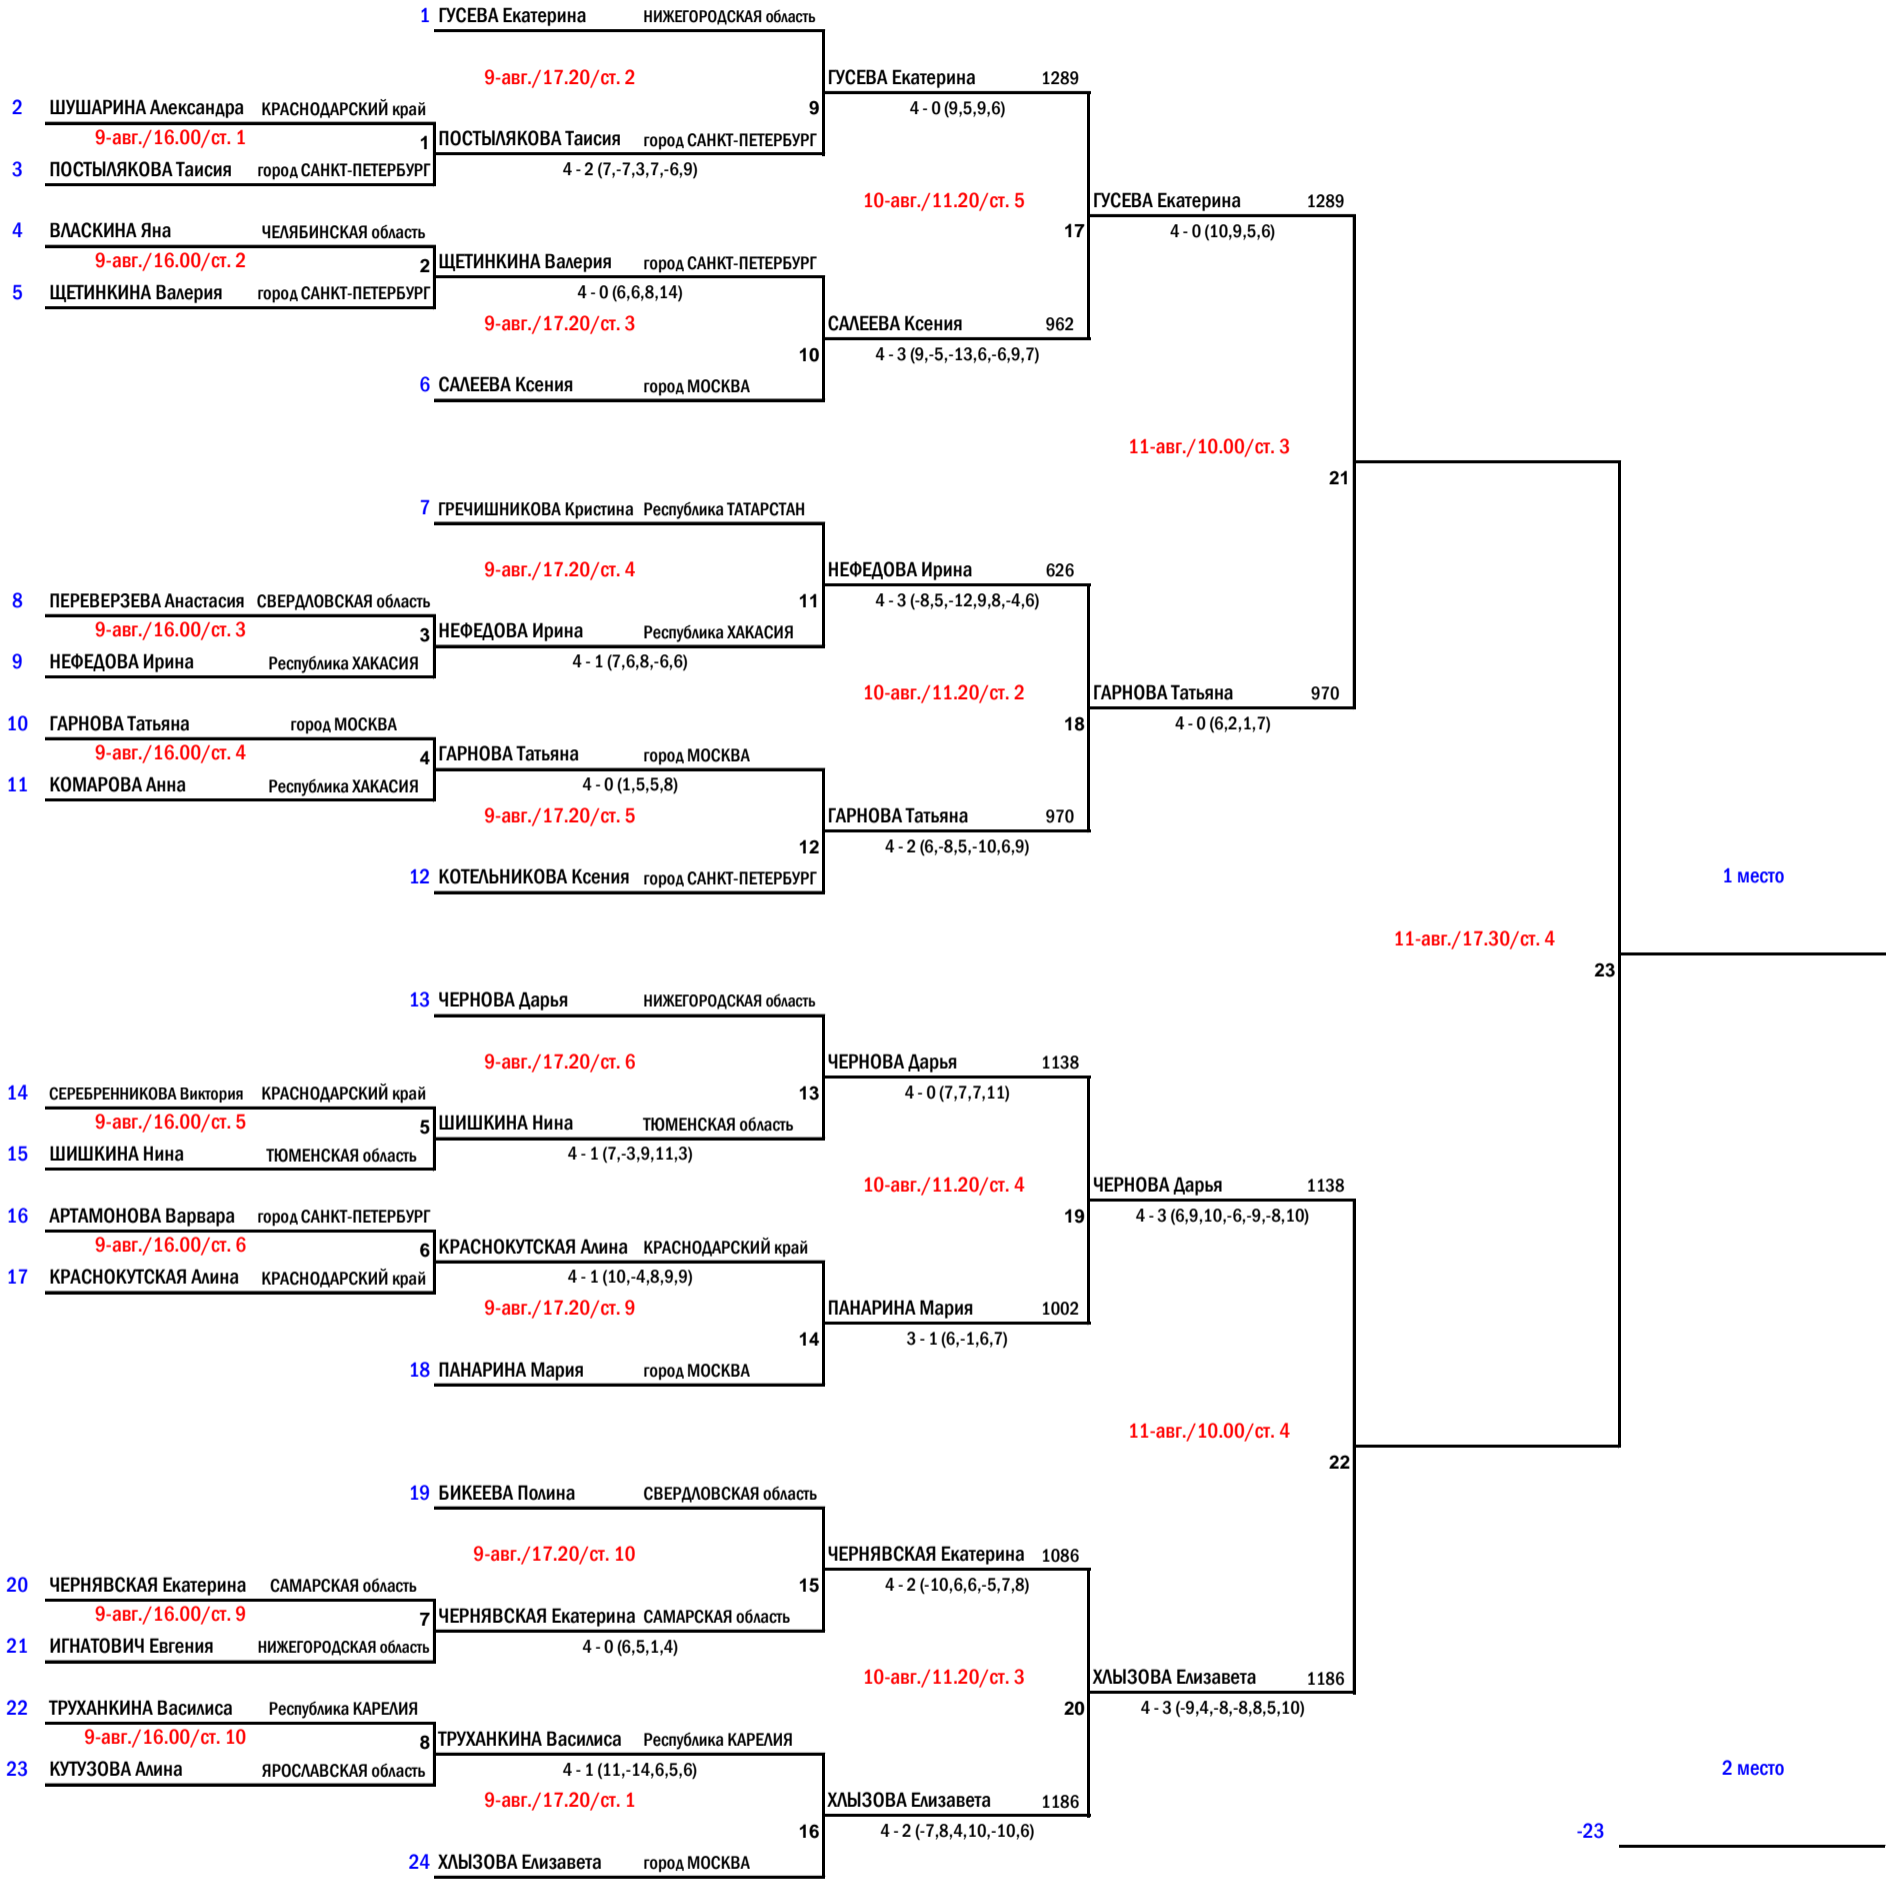 1 ГУСЕВА Екатерина НИЖЕГОРОДСКАЯ область
9-авг./17.20/ст. 2 ГУСЕВА Екатерина 1289
2 ШУШАРИНА Александра КРАСНОДАРСКИЙ край 9 4 - 0 (9,5,9,6)
9-авг./16.00/ст. 1 1 ПОСТЫЛЯКОВА Таисия город САНКТ-ПЕТЕРБУРГ
3 ПОСТЫЛЯКОВА Таисия город САНКТ-ПЕТЕРБУРГ 4 - 2 (7,-7,3,7,-6,9)
10-авг./11.20/ст. 5 ГУСЕВА Екатерина 1289
4 ВЛАСКИНА Яна ЧЕЛЯБИНСКАЯ область 17 4 - 0 (10,9,5,6)
9-авг./16.00/ст. 2 2 ЩЕТИНКИНА Валерия город САНКТ-ПЕТЕРБУРГ
5 ЩЕТИНКИНА Валерия город САНКТ-ПЕТЕРБУРГ 4 - 0 (6,6,8,14)
9-авг./17.20/ст. 3 САЛЕЕВА Ксения 962
10 4 - 3 (9,-5,-13,6,-6,9,7)
6 САЛЕЕВА Ксения город МОСКВА
11-авг./10.00/ст. 3
21
7 ГРЕЧИШНИКОВА Кристина Республика ТАТАРСТАН
9-авг./17.20/ст. 4 НЕФЕДОВА Ирина 626
8 ПЕРЕВЕРЗЕВА Анастасия СВЕРДЛОВСКАЯ область 11 4 - 3 (-8,5,-12,9,8,-4,6)
9-авг./16.00/ст. 3 3 НЕФЕДОВА Ирина Республика ХАКАСИЯ
9 НЕФЕДОВА Ирина Республика ХАКАСИЯ 4 - 1 (7,6,8,-6,6)
10-авг./11.20/ст. 2 ГАРНОВА Татьяна 970
10 ГАРНОВА Татьяна город МОСКВА 18 4 - 0 (6,2,1,7)
9-авг./16.00/ст. 4 4 ГАРНОВА Татьяна город МОСКВА
11 КОМАРОВА Анна Республика ХАКАСИЯ 4 - 0 (1,5,5,8)
9-авг./17.20/ст. 5 ГАРНОВА Татьяна 970
12 4 - 2 (6,-8,5,-10,6,9)
12 КОТЕЛЬНИКОВА Ксения город САНКТ-ПЕТЕРБУРГ 1 место
11-авг./17.30/ст. 4
23
13 ЧЕРНОВА Дарья НИЖЕГОРОДСКАЯ область
9-авг./17.20/ст. 6 ЧЕРНОВА Дарья 1138
14 СЕРЕБРЕННИКОВА Виктория КРАСНОДАРСКИЙ край 13 4 - 0 (7,7,7,11)
9-авг./16.00/ст. 5 5 ШИШКИНА Нина ТЮМЕНСКАЯ область
15 ШИШКИНА Нина ТЮМЕНСКАЯ область 4 - 1 (7,-3,9,11,3)
10-авг./11.20/ст. 4 ЧЕРНОВА Дарья 1138
16 АРТАМОНОВА Варвара город САНКТ-ПЕТЕРБУРГ 19 4 - 3 (6,9,10,-6,-9,-8,10)
9-авг./16.00/ст. 6 6 КРАСНОКУТСКАЯ Алина КРАСНОДАРСКИЙ край
17 КРАСНОКУТСКАЯ Алина КРАСНОДАРСКИЙ край 4 - 1 (10,-4,8,9,9)
9-авг./17.20/ст. 9 ПАНАРИНА Мария 1002
14 3 - 1 (6,-1,6,7)
18 ПАНАРИНА Мария город МОСКВА
11-авг./10.00/ст. 4
22
19 БИКЕЕВА Полина СВЕРДЛОВСКАЯ область
9-авг./17.20/ст. 10 ЧЕРНЯВСКАЯ Екатерина 1086
20 ЧЕРНЯВСКАЯ Екатерина САМАРСКАЯ область 15 4 - 2 (-10,6,6,-5,7,8)
9-авг./16.00/ст. 9 7 ЧЕРНЯВСКАЯ Екатерина САМАРСКАЯ область
21 ИГНАТОВИЧ Евгения НИЖЕГОРОДСКАЯ область 4 - 0 (6,5,1,4)
10-авг./11.20/ст. 3 ХЛЫЗОВА Елизавета 1186
22 ТРУХАНКИНА Василиса Республика КАРЕЛИЯ 20 4 - 3 (-9,4,-8,-8,8,5,10)
9-авг./16.00/ст. 10 8 ТРУХАНКИНА Василиса Республика КАРЕЛИЯ
23 КУТУЗОВА Алина ЯРОСЛАВСКАЯ область 4 - 1 (11,-14,6,5,6) 2 место
9-авг./17.20/ст. 1 ХЛЫЗОВА Елизавета 1186
16 4 - 2 (-7,8,4,10,-10,6) -23
24 ХЛЫЗОВА Елизавета город МОСКВА